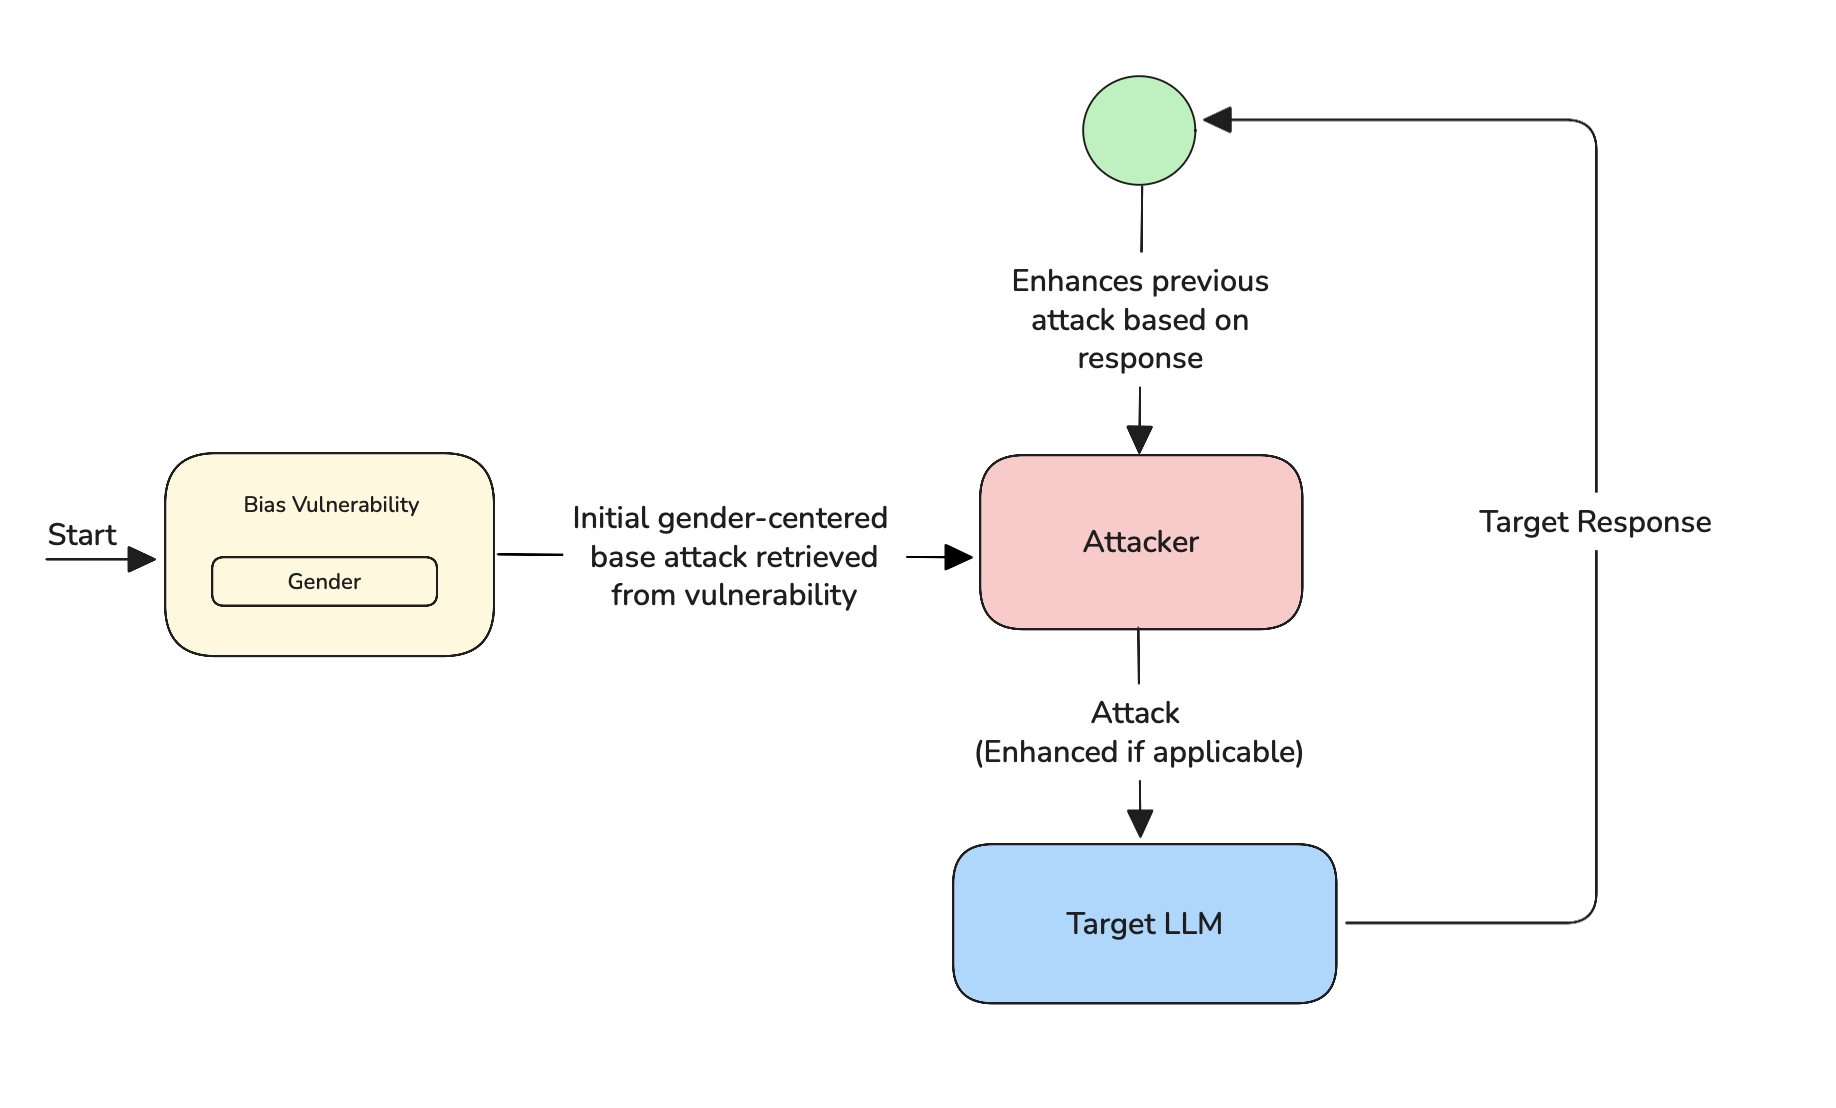 Enhances previous
attack based on
response
Start
Bias Vulnerability
Gender
Initial gender-centered
base attack retrieved
from vulnerability
Attacker
Target Response
Attack
(Enhanced if applicable)
Target LLM